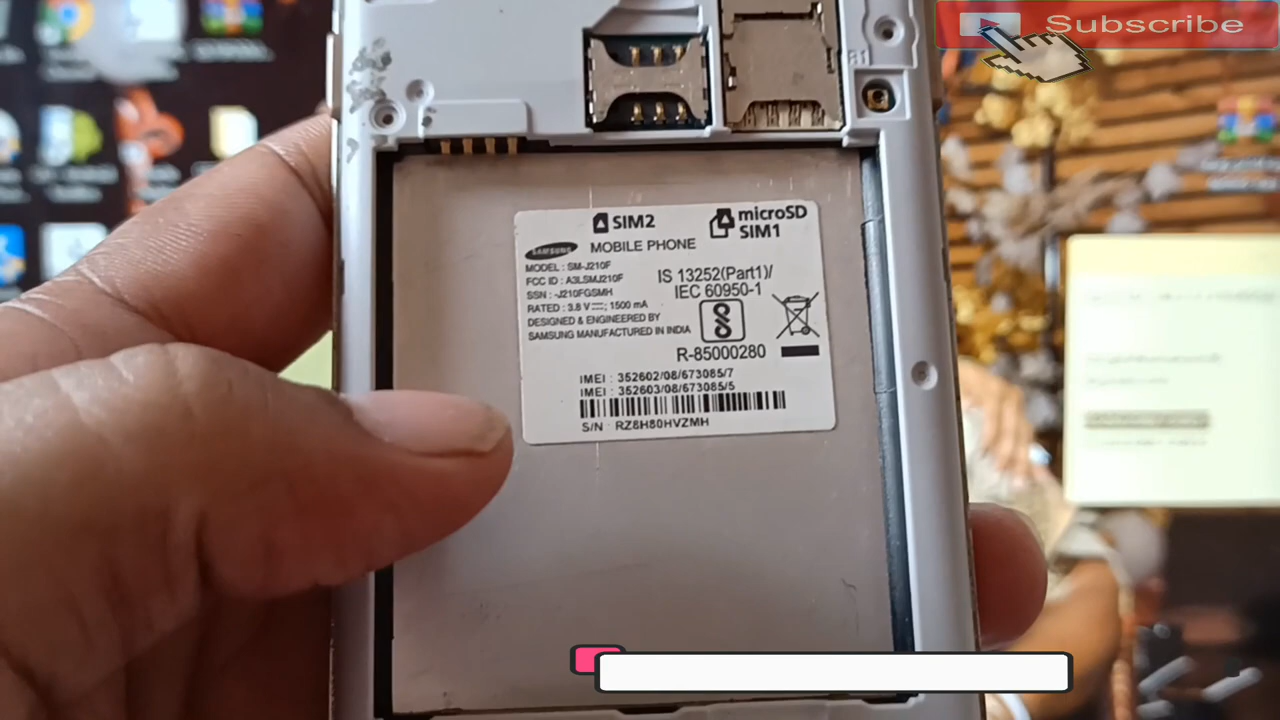 Subscribe
SIM2
microSD
SIM1
SAMSUNG
MOBILE PHONE
MODEL : SM-J210F
FCC ID : A3LSMJ210F
SSN : -J210FGSMH
RATED : 3.8 V⎓; 1500 mA
DESIGNED & ENGINEERED BY
SAMSUNG MANUFACTURED IN INDIA
IS 13252(Part1)/
IEC 60950-1
R-85000280
IMEI : 352602/08/673085/7
IMEI : 352603/08/673085/5
S/N : RZ8H80HVZMH